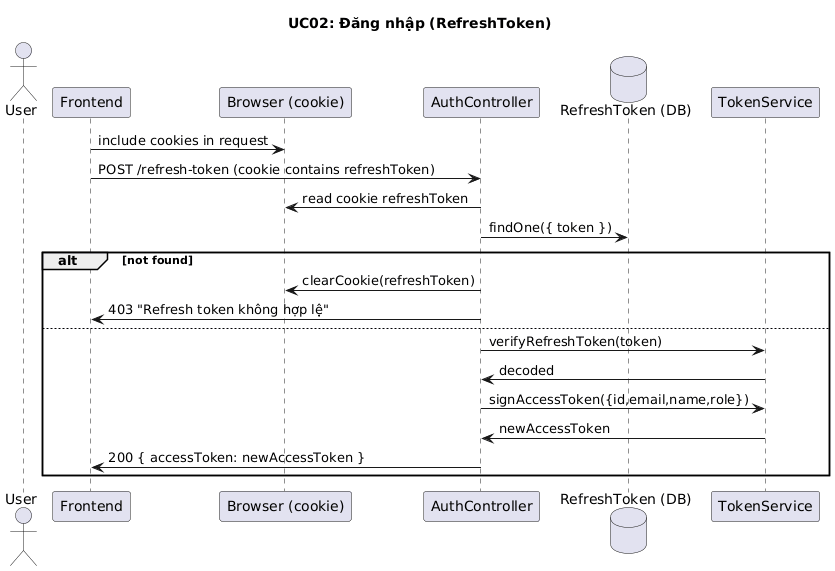 UC02: Đăng nhập (RefreshToken)
User
Frontend
Browser (cookie)
AuthController
RefreshToken (DB)
TokenService
include cookies in request
POST /refresh-token (cookie contains refreshToken)
read cookie refreshToken
findOne({ token })
alt
[not found]
clearCookie(refreshToken)
403 "Refresh token không hợp lệ"
verifyRefreshToken(token)
decoded
signAccessToken({id,email,name,role})
newAccessToken
200 { accessToken: newAccessToken }
User
Frontend
Browser (cookie)
AuthController
RefreshToken (DB)
TokenService